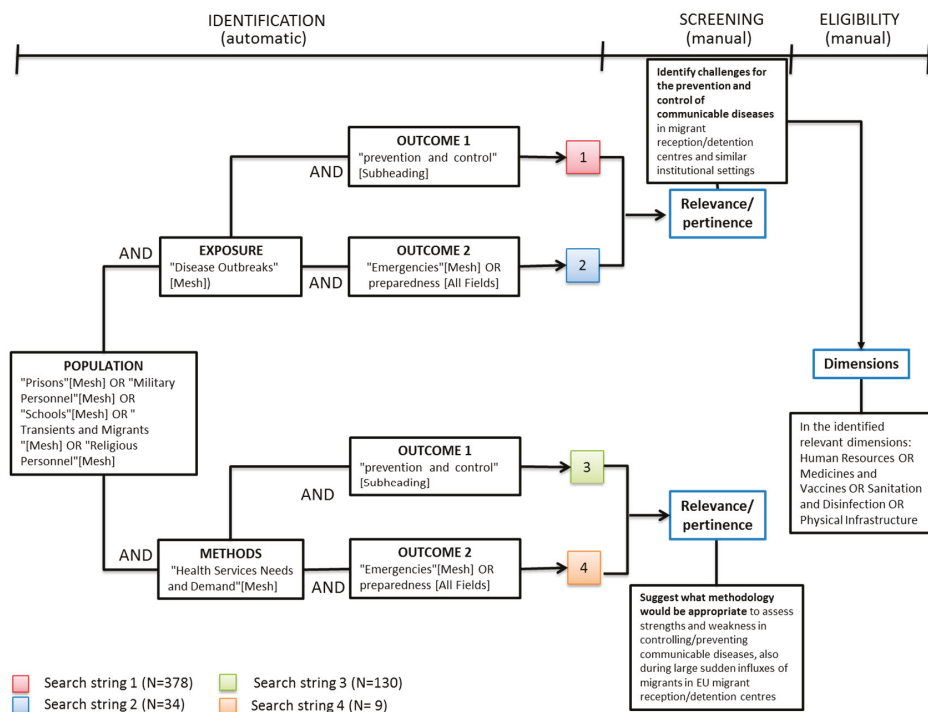 IDENTIFICATION
(automatic)
SCREENING
(manual)
ELIGIBILITY
(manual)
Identify challenges for
the prevention and
control of
communicable diseases
in migrant
reception/detention
centres and similar
institutional settings
OUTCOME 1
"prevention and control"
[Subheading]
AND
1
Relevance/
pertinence
AND
EXPOSURE
"Disease Outbreaks"
[Mesh])
AND
OUTCOME 2
"Emergencies"[Mesh] OR
preparedness [All Fields]
2
POPULATION
"Prisons"[Mesh] OR "Military
Personnel"[Mesh] OR
"Schools"[Mesh] OR "
Transients and Migrants
"[Mesh] OR "Religious
Personnel"[Mesh]
Dimensions
In the identified
relevant dimensions:
Human Resources OR
Medicines and
Vaccines OR Sanitation
and Disinfection OR
Physical Infrastructure
OUTCOME 1
"prevention and control"
[Subheading]
AND
3
Relevance/
pertinence
AND
METHODS
"Health Services Needs
and Demand"[Mesh]
AND
OUTCOME 2
"Emergencies"[Mesh] OR
preparedness [All Fields]
4
Suggest what methodology
would be appropriate to assess
strengths and weakness in
controlling/preventing
communicable diseases, also
during large sudden influxes of
migrants in EU migrant
reception/detention centres
Search string 1 (N=378)
Search string 3 (N=130)
Search string 2 (N=34)
Search string 4 (N= 9)